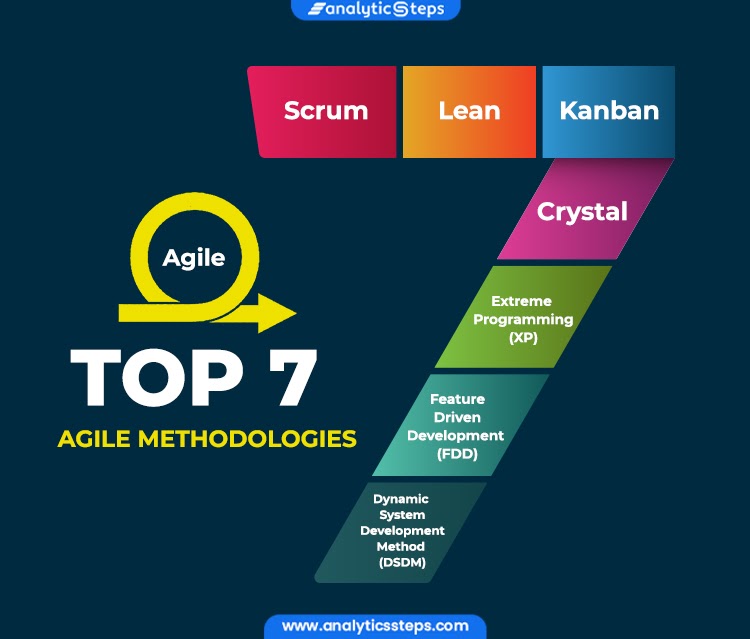 analyticSteps
Scrum
Lean
Kanban
Crystal
Extreme
Programming
(XP)
Feature
Driven
Development
(FDD)
Dynamic
System
Development
Method
(DSDM)
Agile
TOP 7
AGILE METHODOLOGIES
www.analyticssteps.com